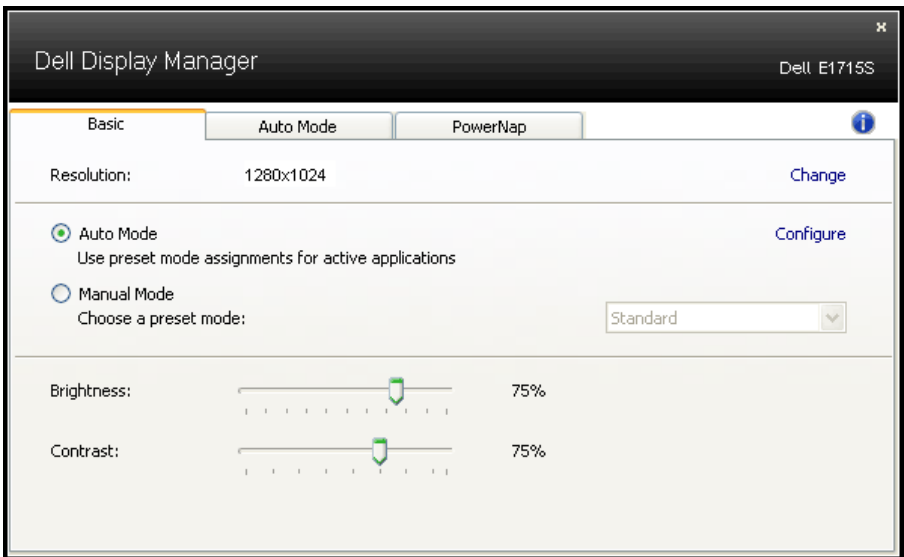 Dell Display Manager
Dell E1715S
Basic Auto Mode PowerNap
Resolution: 1280x1024 Change
Auto Mode Configure
Use preset mode assignments for active applications
Manual Mode
Choose a preset mode: Standard
Brightness: 75%
Contrast: 75%